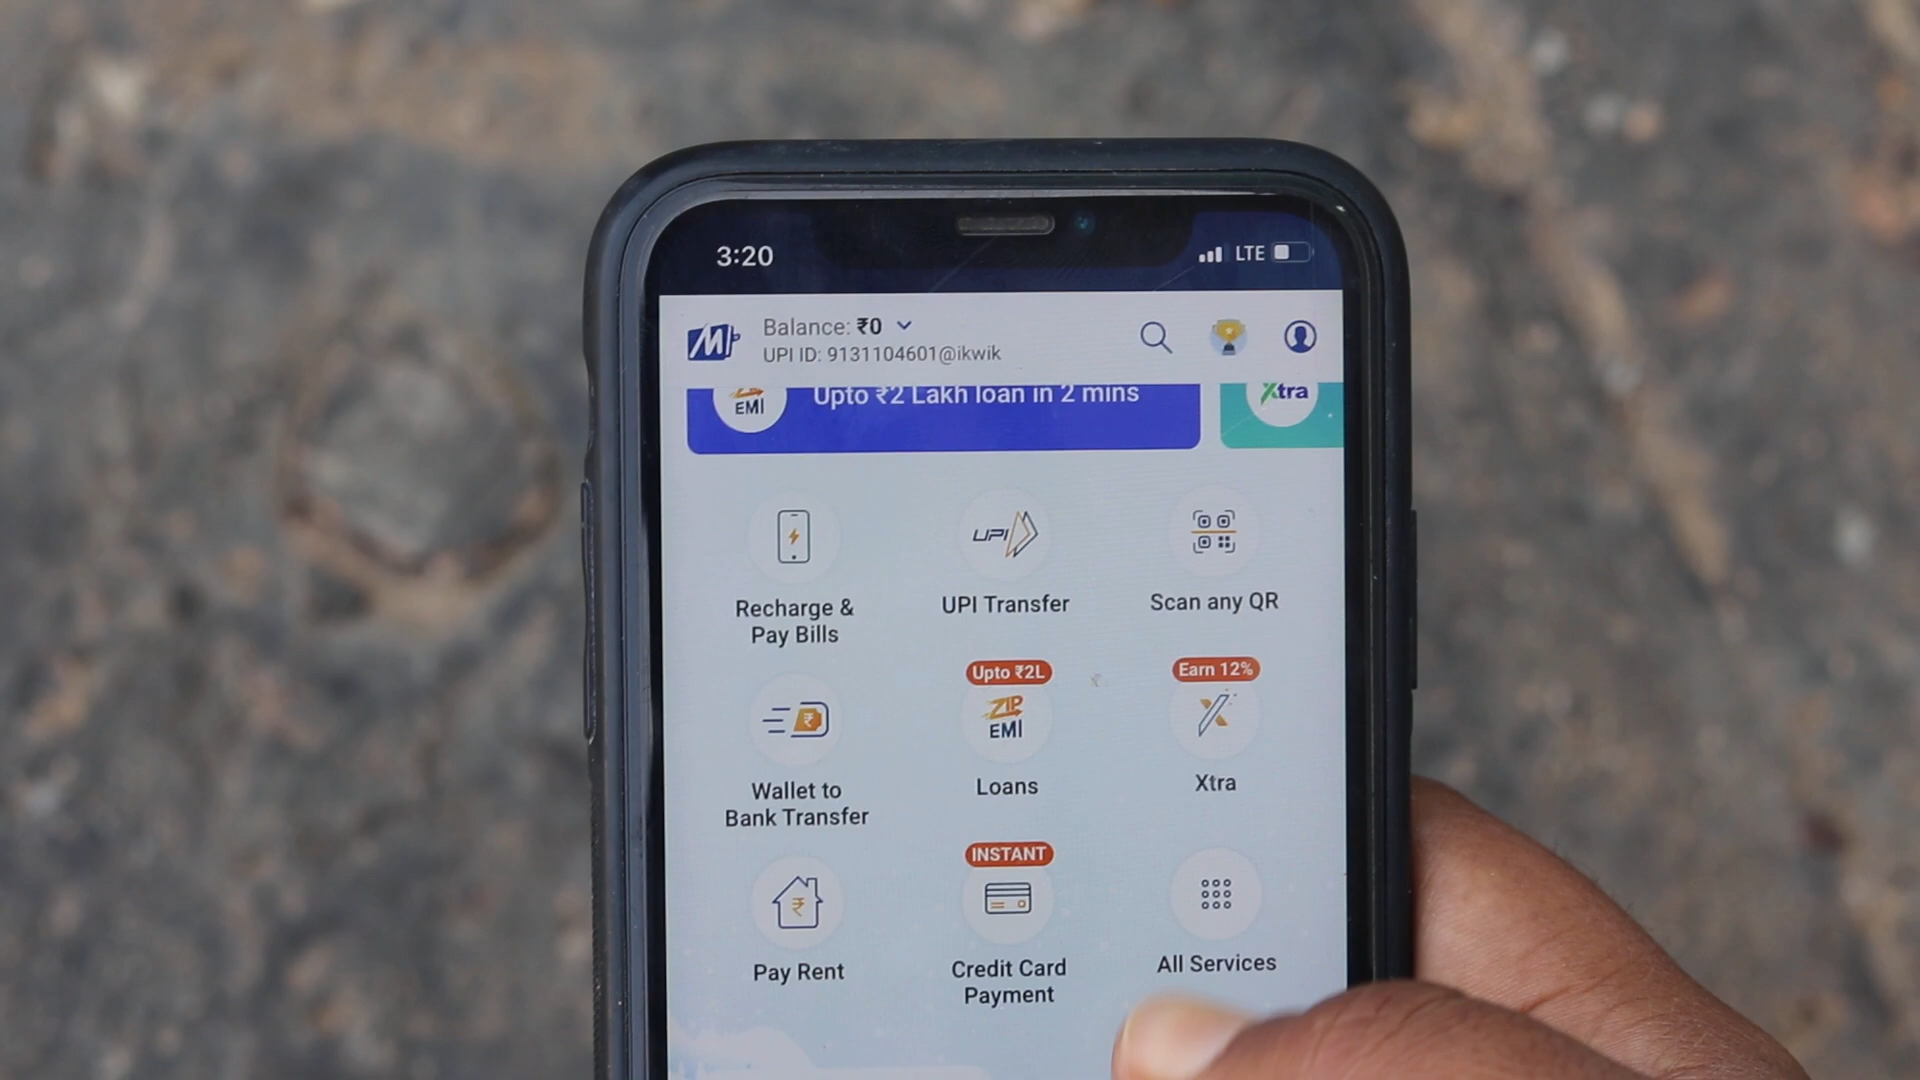 3:20
LTE
Balance: ₹0
UPI ID: 9131104601@ikwik
EMI
Upto ₹2 Lakh loan in 2 mins
Xtra
UPI
Recharge &
Pay Bills
UPI Transfer
Scan any QR
Upto ₹2L
Earn 12%
ZIP
EMI
Wallet to
Bank Transfer
Loans
Xtra
INSTANT
Pay Rent
Credit Card
Payment
All Services